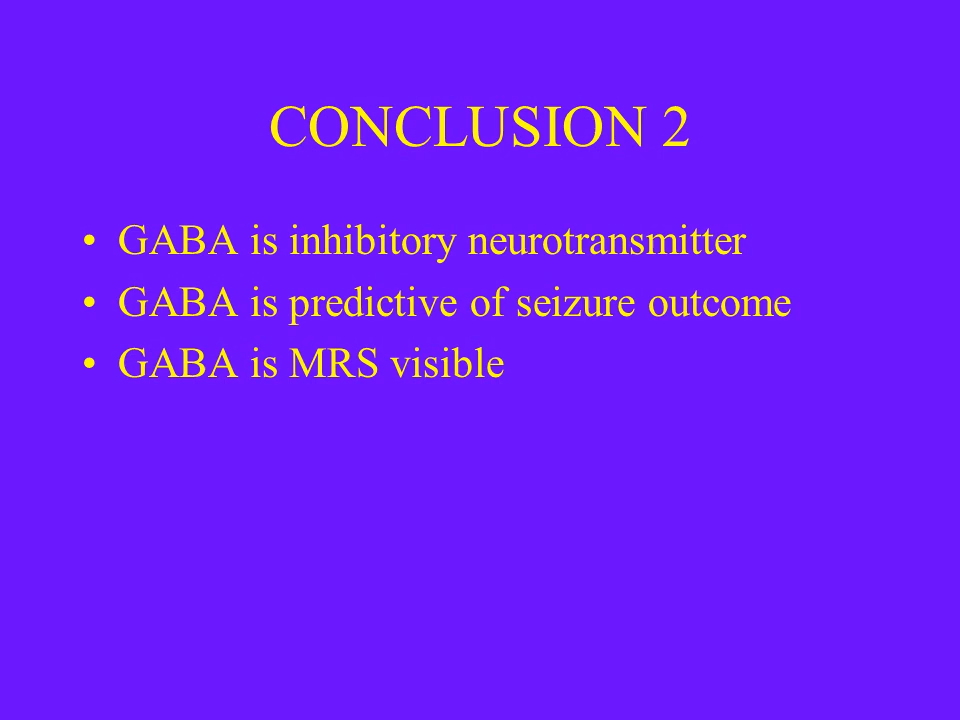 CONCLUSION 2
• GABA is inhibitory neurotransmitter
• GABA is predictive of seizure outcome
• GABA is MRS visible